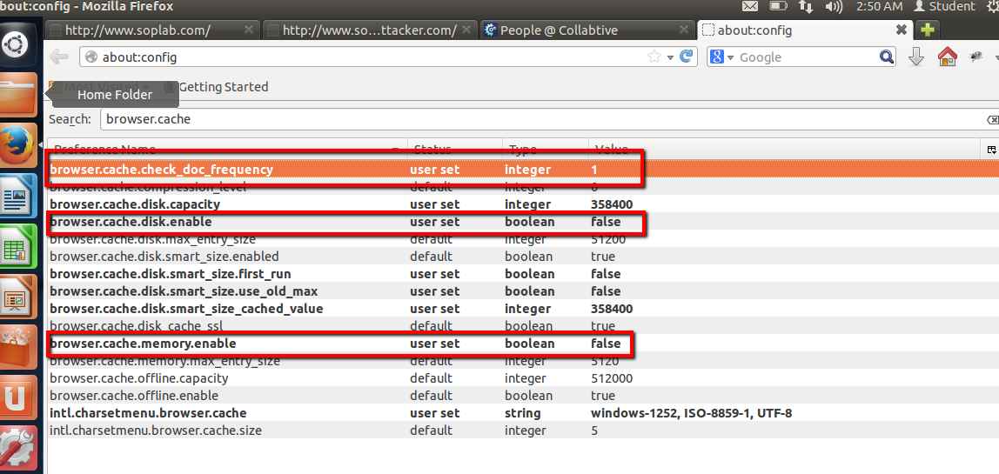 bout:config - Mozilla Firefox 2:50 AM Student
http://www.soplab.com/ http://www.so...ttacker.com/ People @ Collabtive about:config
about:config Google
Most Visited Getting Started
Home Folder
Search: browser.cache
Preference Name Status Type Value
browser.cache.check_doc_frequency user set integer 1
browser.cache.compression_level default integer 0
browser.cache.disk.capacity user set integer 358400
browser.cache.disk.enable user set boolean false
browser.cache.disk.max_entry_size default integer 51200
browser.cache.disk.smart_size.enabled default boolean true
browser.cache.disk.smart_size.first_run user set boolean false
browser.cache.disk.smart_size.use_old_max user set boolean false
browser.cache.disk.smart_size_cached_value user set integer 358400
browser.cache.disk_cache_ssl default boolean true
browser.cache.memory.enable user set boolean false
browser.cache.memory.max_entry_size default integer 5120
browser.cache.offline.capacity default integer 512000
browser.cache.offline.enable default boolean true
intl.charsetmenu.browser.cache user set string windows-1252, ISO-8859-1, UTF-8
intl.charsetmenu.browser.cache.size default integer 5